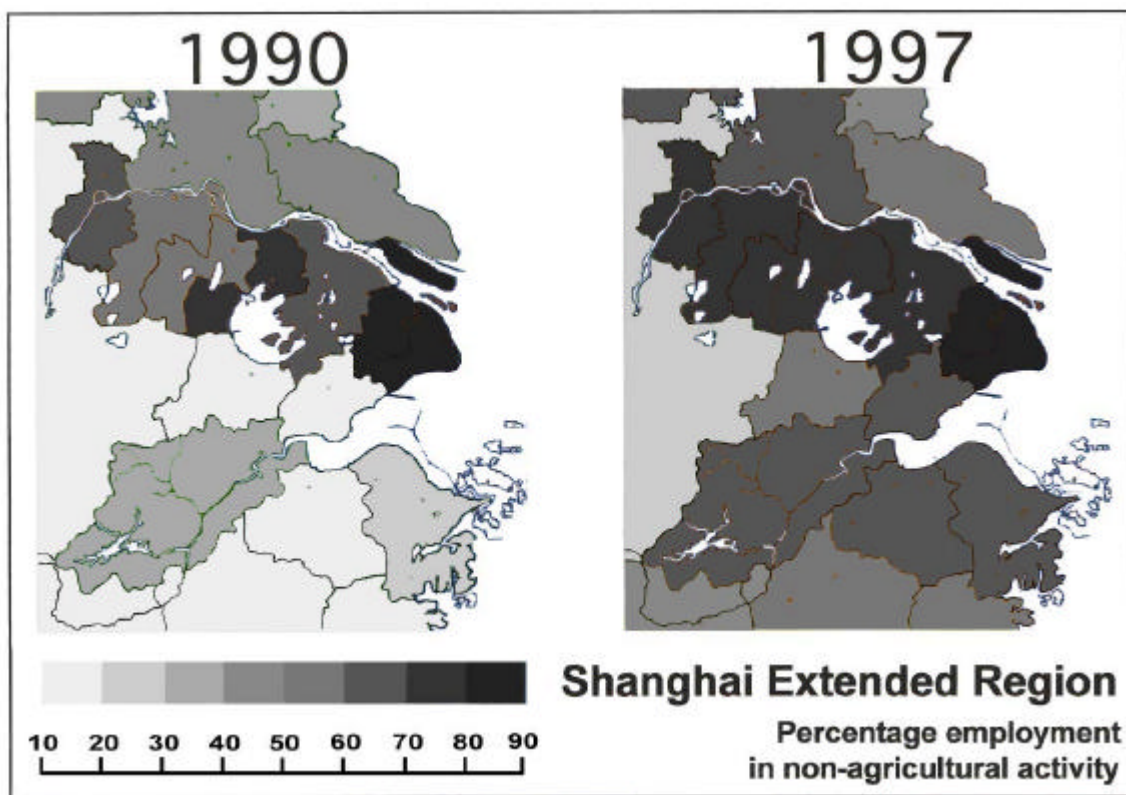 1990
1997
10 20 30 40 50 60 70 80 90
Shanghai Extended Region
Percentage employment
in non-agricultural activity